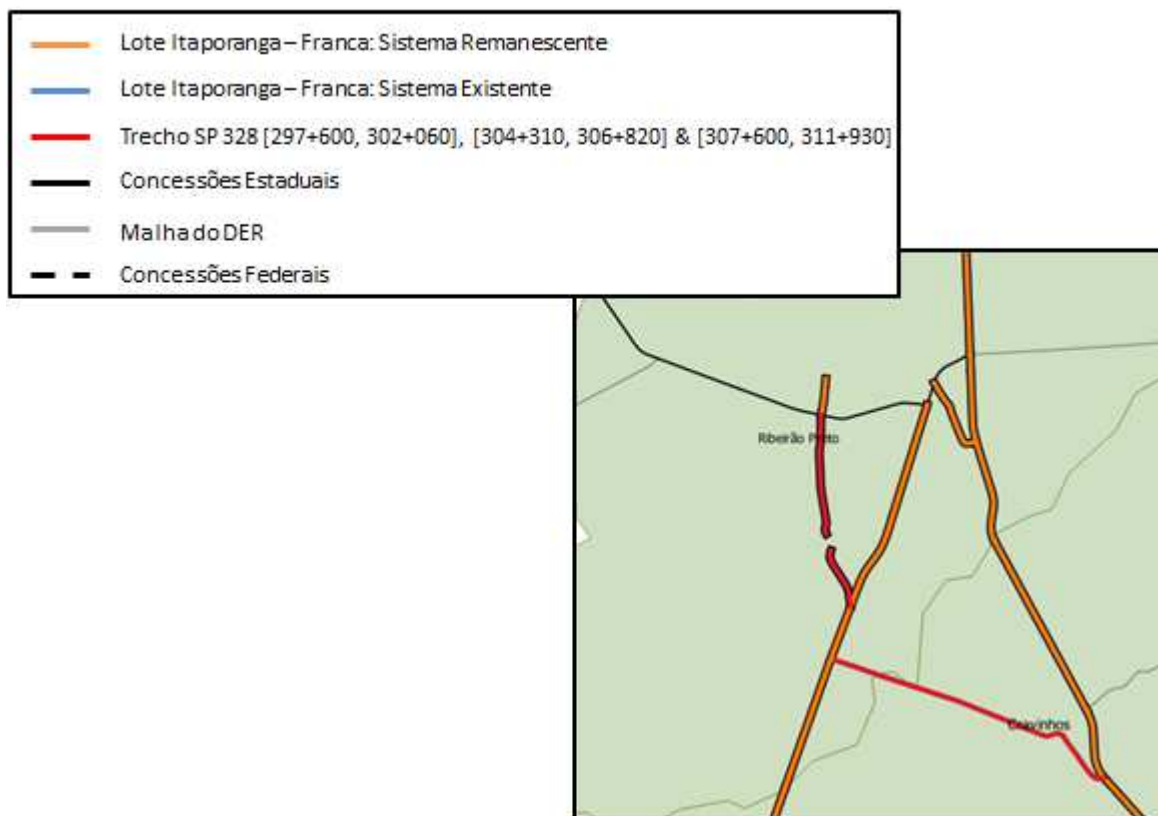 Lote Itaporanga – Franca: Sistema Remanescente
Lote Itaporanga – Franca: Sistema Existente
Trecho SP 328 [297+600, 302+060], [304+310, 306+820] & [307+600, 311+930]
Concessões Estaduais
Malha do DER
Concessões Federais
Ribeirão Preto
Cravinhos